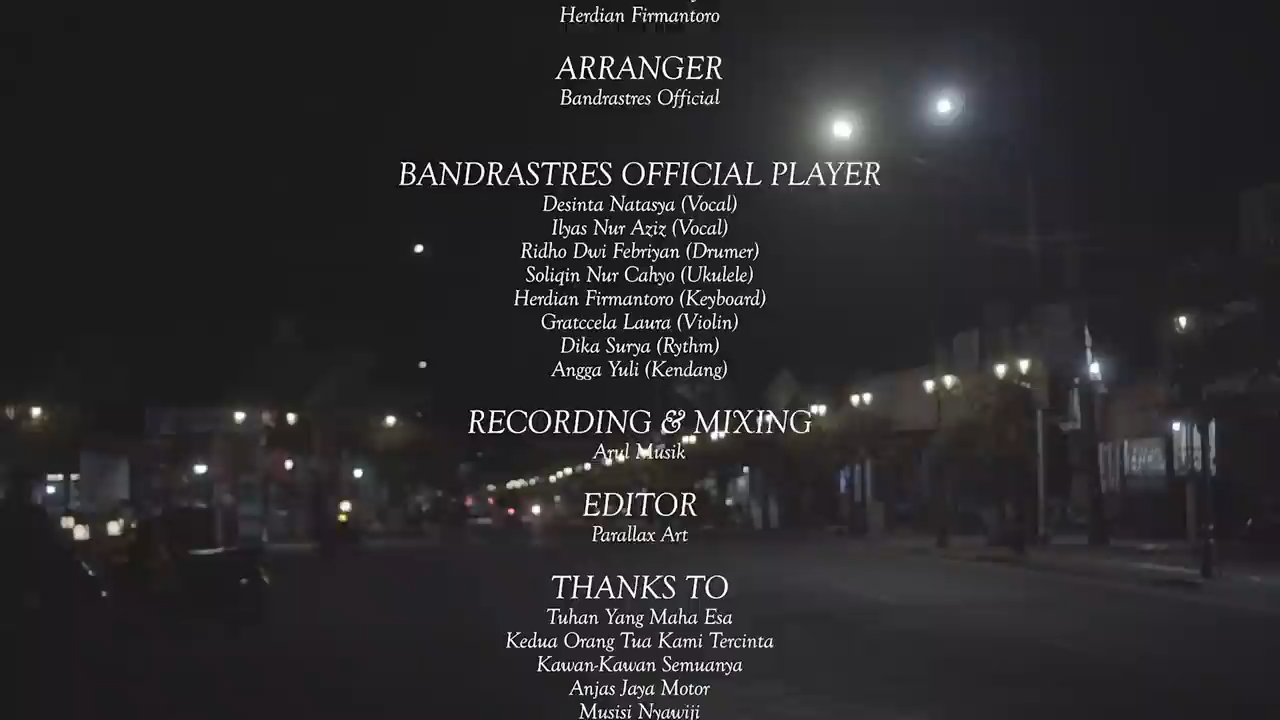 Herdian Firmantoro
ARRANGER
Bandrastres Official
BANDRASTRES OFFICIAL PLAYER
Desinta Natasya (Vocal)
Ilyas Nur Aziz (Vocal)
Ridho Dwi Febriyan (Drumer)
Soliqin Nur Cahyo (Ukulele)
Herdian Firmantoro (Keyboard)
Gratccela Laura (Violin)
Dika Surya (Rythm)
Angga Yuli (Kendang)
RECORDING & MIXING
Arul Musik
EDITOR
Parallax Art
THANKS TO
Tuhan Yang Maha Esa
Kedua Orang Tua Kami Tercinta
Kawan-Kawan Semuanya
Anjas Jaya Motor
Musisi Nyawiji